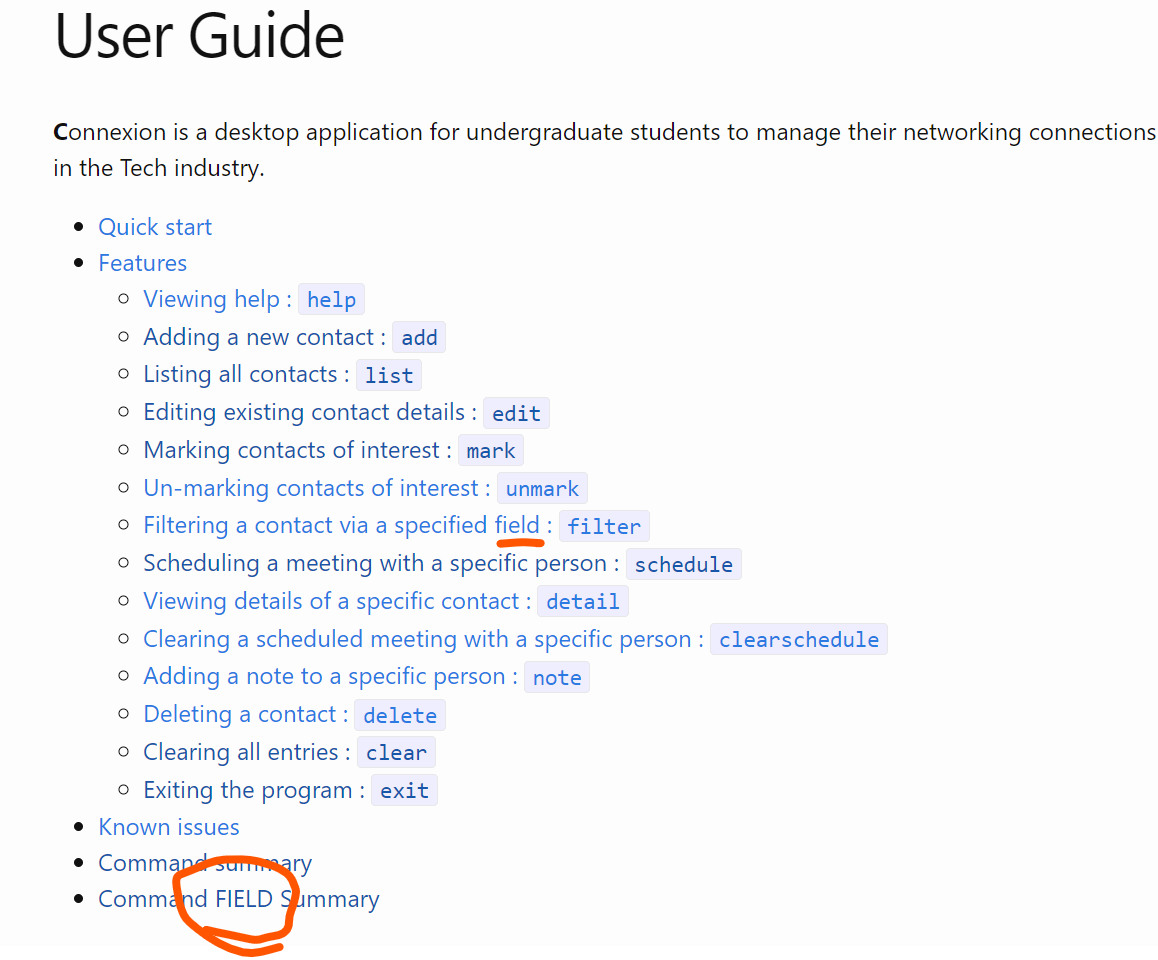 User Guide
Connexion is a desktop application for undergraduate students to manage their networking connections
in the Tech industry.
Quick start
Features
Viewing help : help
Adding a new contact : add
Listing all contacts : list
Editing existing contact details : edit
Marking contacts of interest : mark
Un-marking contacts of interest : unmark
Filtering a contact via a specified field : filter
Scheduling a meeting with a specific person : schedule
Viewing details of a specific contact : detail
Clearing a scheduled meeting with a specific person : clearschedule
Adding a note to a specific person : note
Deleting a contact : delete
Clearing all entries : clear
Exiting the program : exit
Known issues
Command summary
Command FIELD Summary